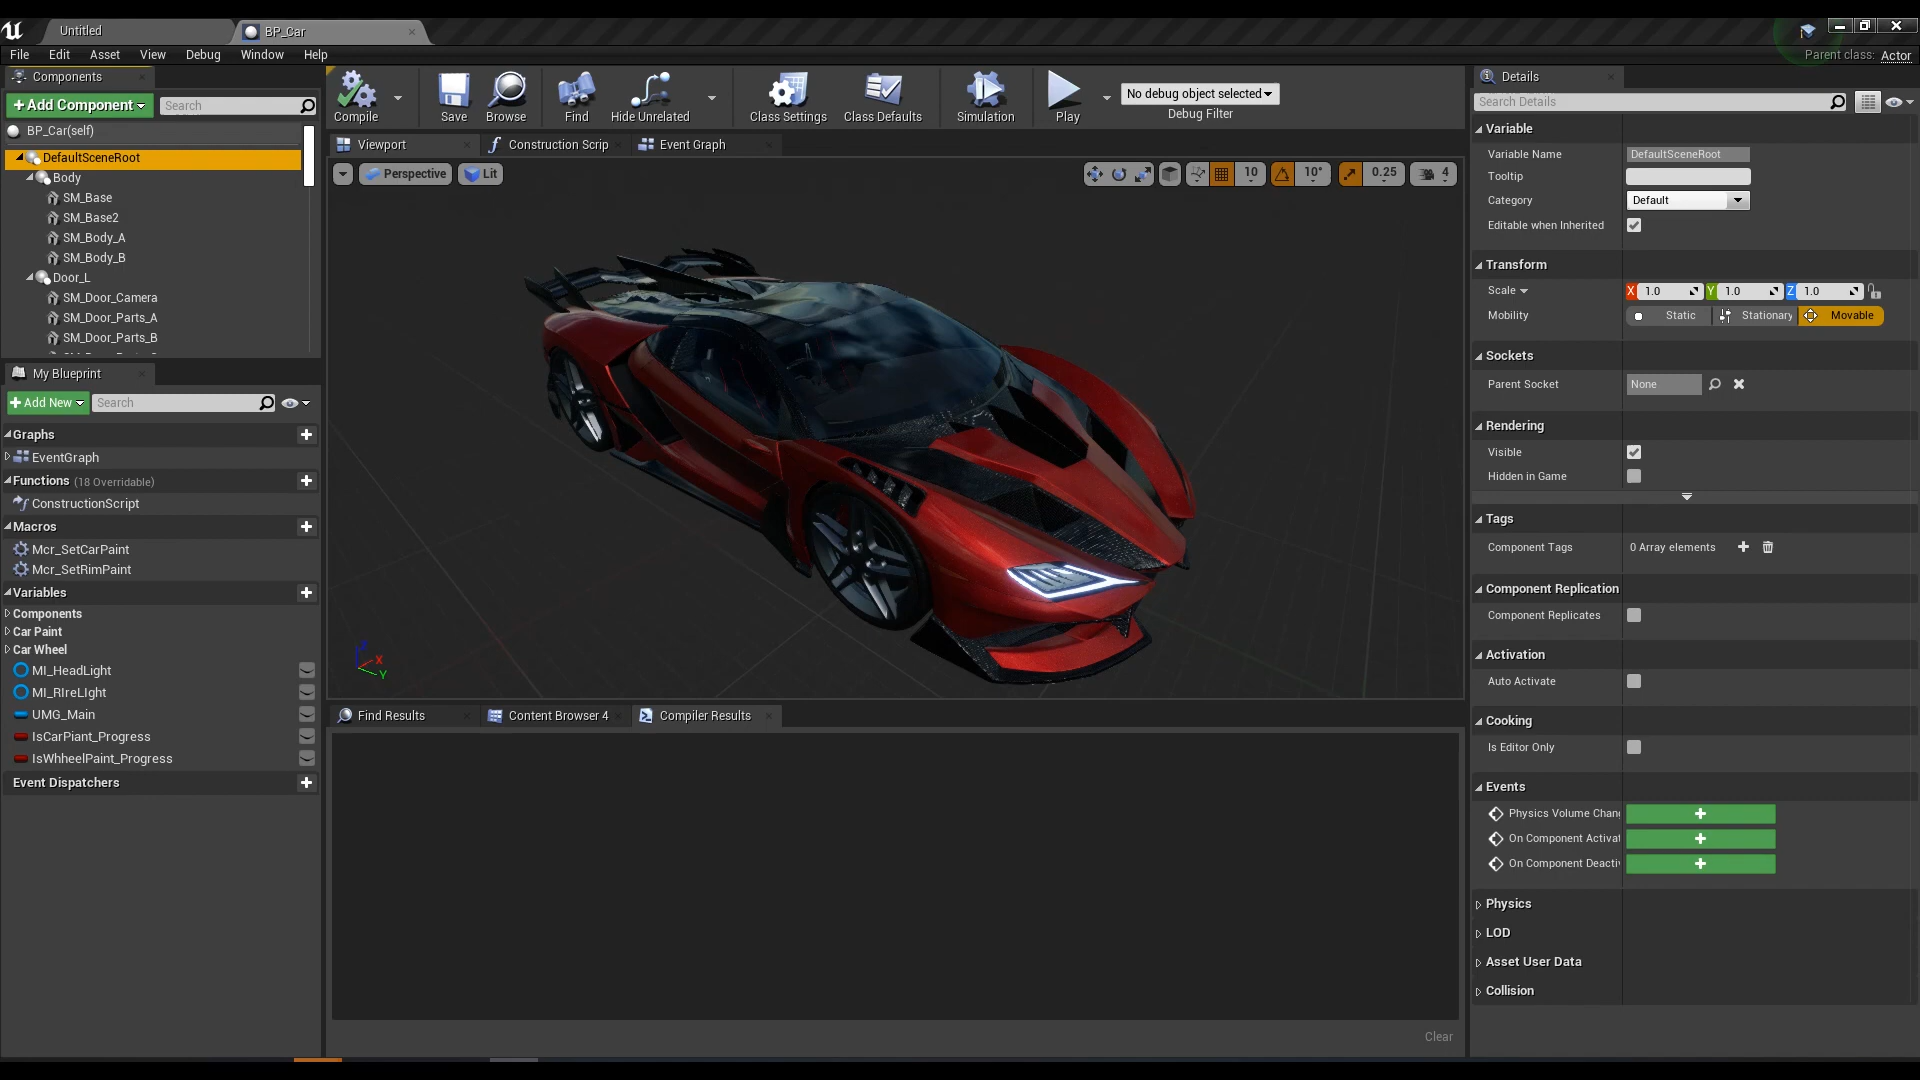 Untitled
BP_Car
File Edit Asset View Debug Window Help
Parent class: Actor
Components
Add Component
Search
BP_Car(self)
DefaultSceneRoot
Body
SM_Base
SM_Base2
SM_Body_A
SM_Body_B
Door_L
SM_Door_Camera
SM_Door_Parts_A
SM_Door_Parts_B
My Blueprint
Add New
Search
Graphs
EventGraph
Functions (18 Overridable)
ConstructionScript
Macros
Mcr_SetCarPaint
Mcr_SetRimPaint
Variables
Components
Car Paint
Car Wheel
MI_HeadLight
MI_RIreLIght
UMG_Main
IsCarPiant_Progress
IsWhheelPaint_Progress
Event Dispatchers
Compile
Save
Browse
Find
Hide Unrelated
Class Settings
Class Defaults
Simulation
Play
No debug object selected
Debug Filter
Viewport
Construction Scrip
Event Graph
Perspective
Lit
10
10°
0.25
4
X
Y
Find Results
Content Browser 4
Compiler Results
Clear
Details
Search Details
Variable
Variable Name DefaultSceneRoot
Tooltip
Category Default
Editable when Inherited
Transform
Scale X 1.0 Y 1.0 Z 1.0
Mobility Static Stationary Movable
Sockets
Parent Socket None
Rendering
Visible
Hidden in Game
Tags
Component Tags 0 Array elements
Component Replication
Component Replicates
Activation
Auto Activate
Cooking
Is Editor Only
Events
Physics Volume Chan
On Component Activat
On Component Deacti
Physics
LOD
Asset User Data
Collision